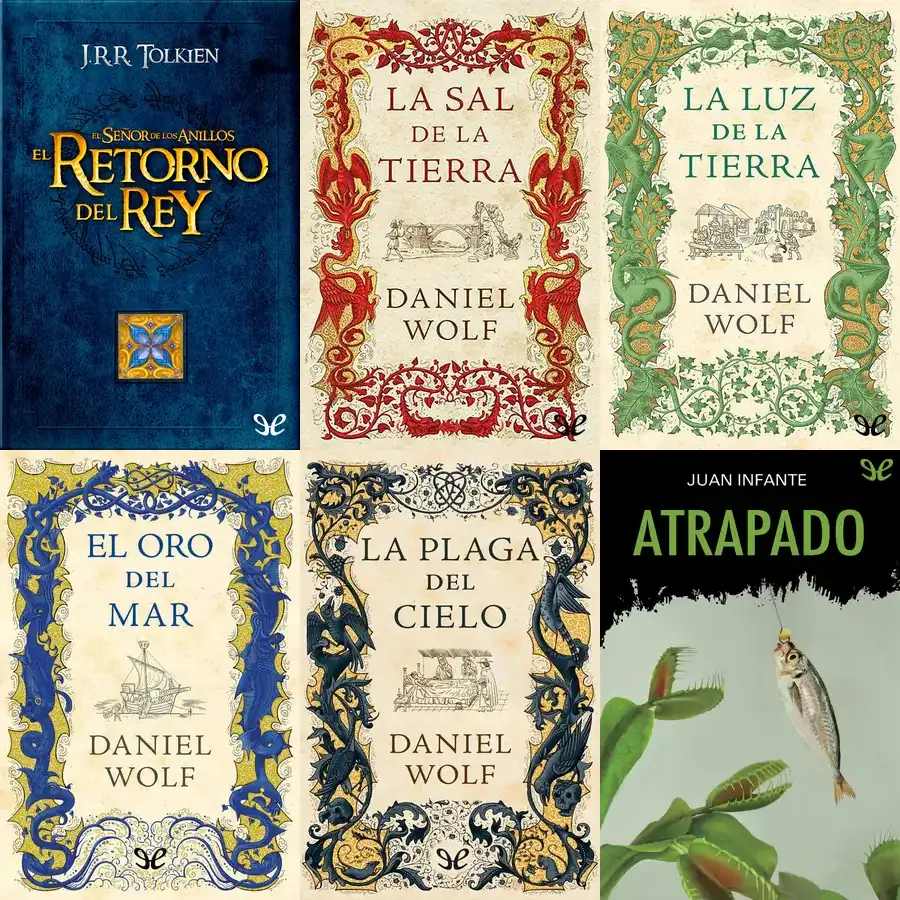 J.R.R TOLKIEN
EL SEÑOR DE LOS ANILLOS
EL RETORNO
DEL REY
LA SAL
DE LA
TIERRA
DANIEL
WOLF
LA LUZ
DE LA
TIERRA
DANIEL
WOLF
EL ORO
DEL
MAR
DANIEL
WOLF
LA PLAGA
DEL
CIELO
DANIEL
WOLF
JUAN INFANTE
ATRAPADO